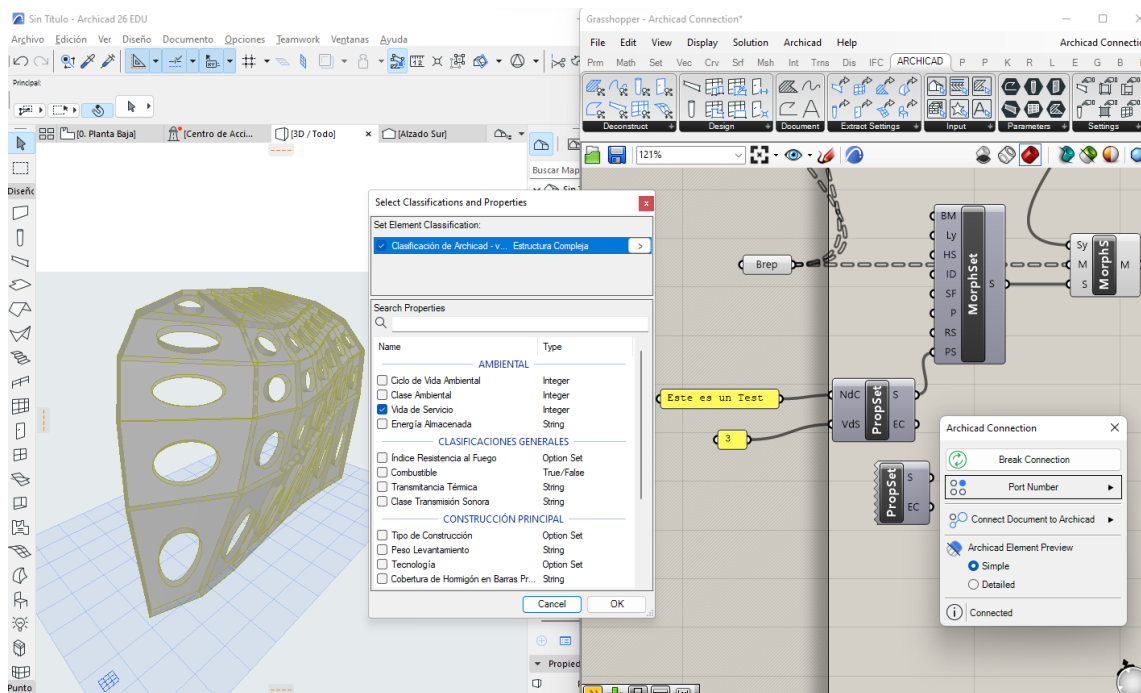 Sin Título - Archicad 26 EDU
Archivo Edición Ver Diseño Documento Opciones Teamwork Ventanas Ayuda
Principal:
[0. Planta Baja]
[Centro de Acci...
[3D / Todo]
[Alzado Sur]
Buscar Map
Diseño
Punto
Propied
Select Classifications and Properties
Set Element Classification:
Clasificación de Archicad - v... Estructura Compleja
Search Properties
Name Type
AMBIENTAL
Ciclo de Vida Ambiental Integer
Clase Ambiental Integer
Vida de Servicio Integer
Energía Almacenada String
CLASIFICACIONES GENERALES
Índice Resistencia al Fuego Option Set
Combustible True/False
Transmitancia Térmica String
Clase Transmisión Sonora String
CONSTRUCCIÓN PRINCIPAL
Tipo de Construcción Option Set
Peso Levantamiento String
Tecnología Option Set
Cobertura de Hormigón en Barras Pr... String
Cancel OK
Grasshopper - Archicad Connection*
File Edit View Display Solution Archicad Help Archicad Connectio
Prm Math Set Vec Crv Srf Msh Int Trns Dis IFC ARCHICAD P P K R L E G B
Deconstruct Design Document Extract Settings Input Parameters Settings
121%
Brep
BM
Ly
HS
ID
SF
P
RS
PS
MorphSet
S
Sy
M
S
MorphS
M
Este es un Test
3
NdC
VdS
PropSet
S
EC
PropSet
S
EC
Archicad Connection
Break Connection
Port Number
Connect Document to Archicad
Archicad Element Preview
Simple
Detailed
Connected